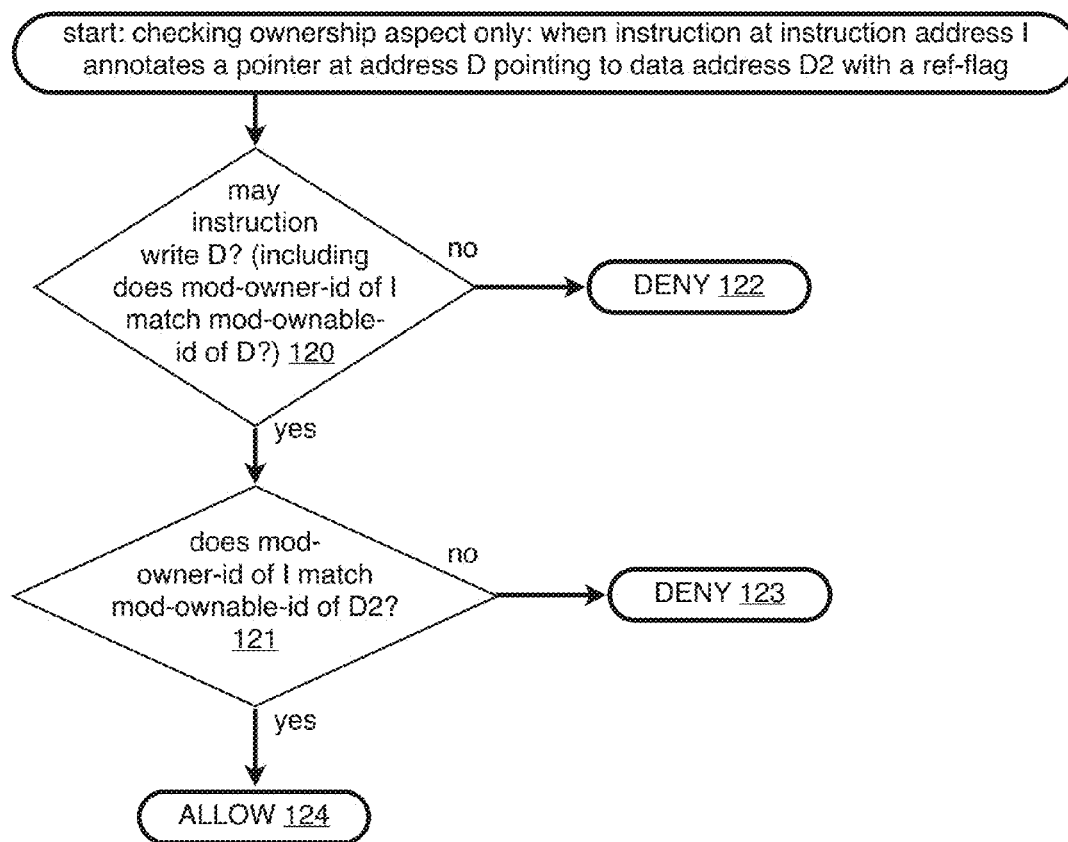 start: checking ownership aspect only: when instruction at instruction address I
annotates a pointer at address D pointing to data address D2 with a ref-flag
may
instruction
write D? (including
does mod-owner-id of I
match mod-ownable-
id of D?) 120
no
DENY 122
yes
does mod-
owner-id of I match
mod-ownable-id of D2?
121
no
DENY 123
yes
ALLOW 124